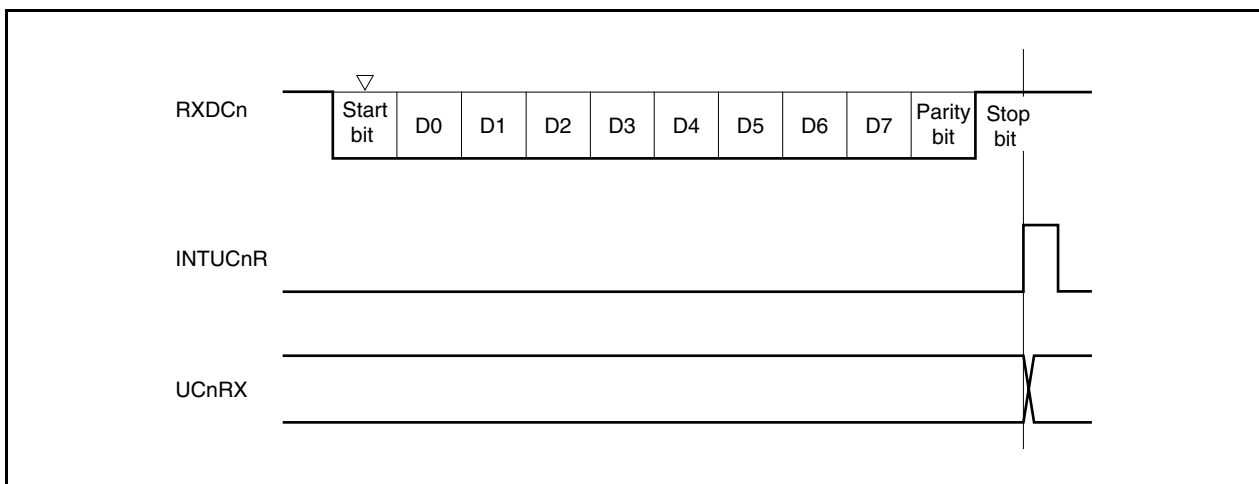 RXDCn
Start
bit
D0
D1
D2
D3
D4
D5
D6
D7
Parity
bit
Stop
bit
INTUCnR
UCnRX